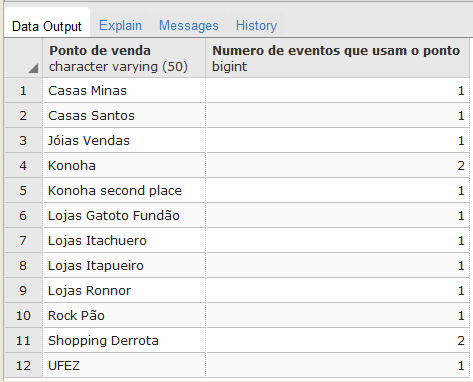 Data Output Explain Messages History
Ponto de venda Numero de eventos que usam o ponto
character varying (50) bigint
1 Casas Minas 1
2 Casas Santos 1
3 Jóias Vendas 1
4 Konoha 2
5 Konoha second place 1
6 Lojas Gatoto Fundão 1
7 Lojas Itachuero 1
8 Lojas Itapueiro 1
9 Lojas Ronnor 1
10 Rock Pão 1
11 Shopping Derrota 2
12 UFEZ 1